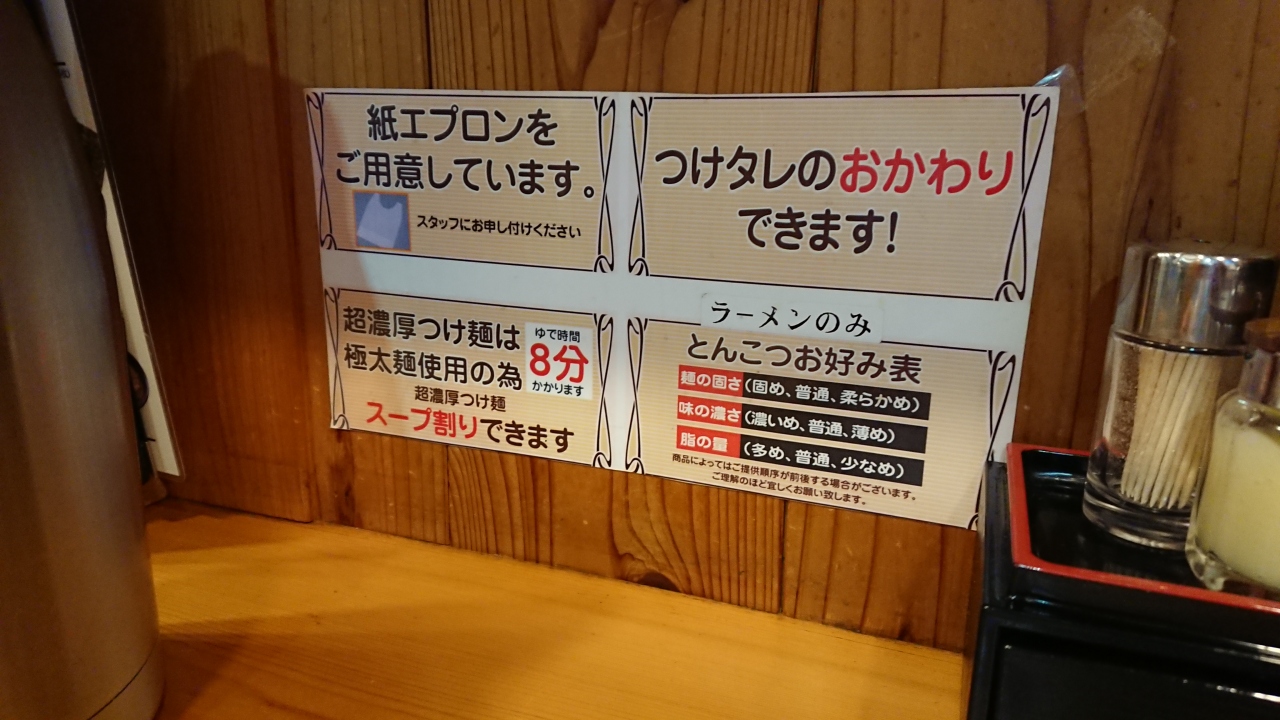 紙エプロンを
ご用意しています。
スタッフにお申し付けください
つけタレのおかわり
できます!
超濃厚つけ麺は
極太麺使用の為
ゆで時間
8分
かかります
超濃厚つけ麺
スープ割りできます
ラーメンのみ
とんこつお好み表
麺の固さ(固め、普通、柔らかめ)
味の濃さ(濃いめ、普通、薄め)
脂の量(多め、普通、少なめ)
商品によってはご提供順序が前後する場合がございます。
ご理解のほど宜しくお願い致します。